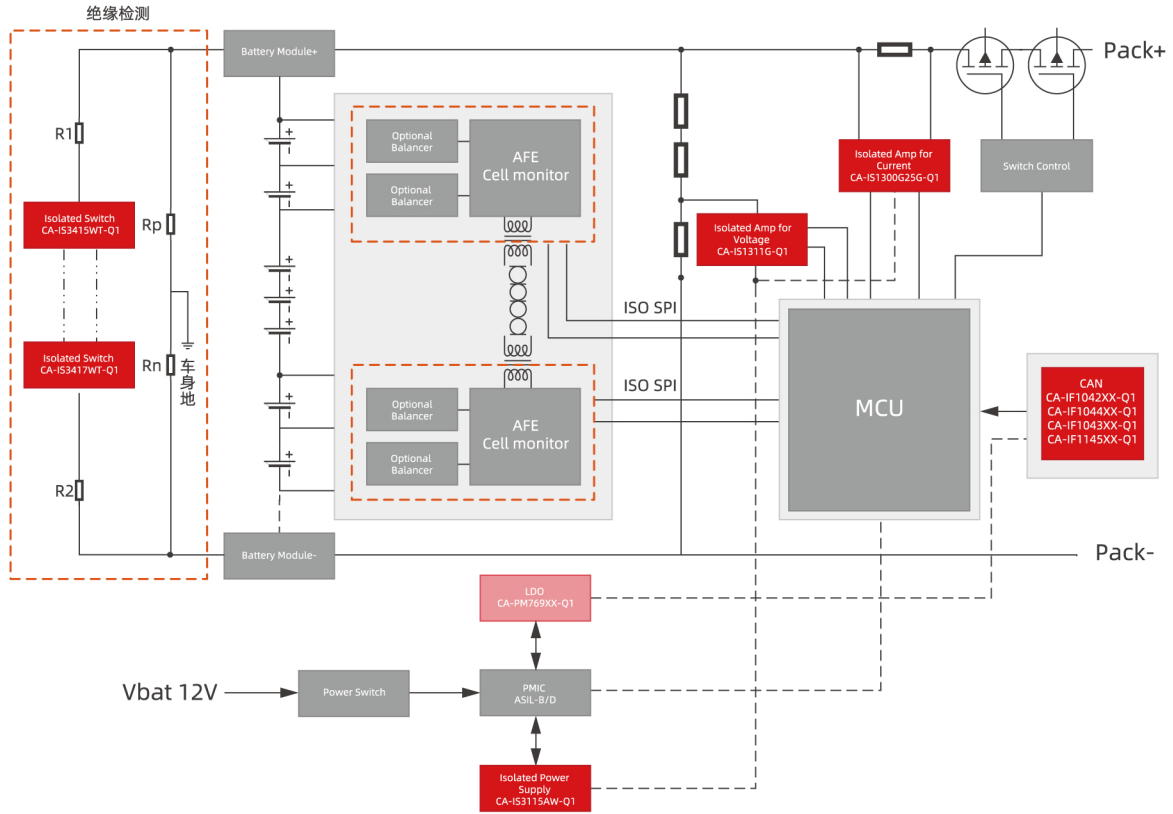 绝缘检测
Battery Module+
Pack+
R1
Optional
Balancer
AFE
Cell monitor
Optional
Balancer
Isolated Amp for
Current
CA-IS1300G25G-Q1
Switch Control
Isolated Switch
CA-IS3415WT-Q1
Rp
Isolated Amp for
Voltage
CA-IS1311G-Q1
ISO SPI
Isolated Switch
CA-IS3417WT-Q1
Rn
车身地
ISO SPI
MCU
CAN
CA-IF1042XX-Q1
CA-IF1044XX-Q1
CA-IF1043XX-Q1
CA-IF1145XX-Q1
Optional
Balancer
AFE
Cell monitor
Optional
Balancer
R2
Battery Module-
Pack-
LDO
CA-PM769XX-Q1
Vbat 12V
Power Switch
PMIC
ASIL-B/D
Isolated Power
Supply
CA-IS3115AW-Q1